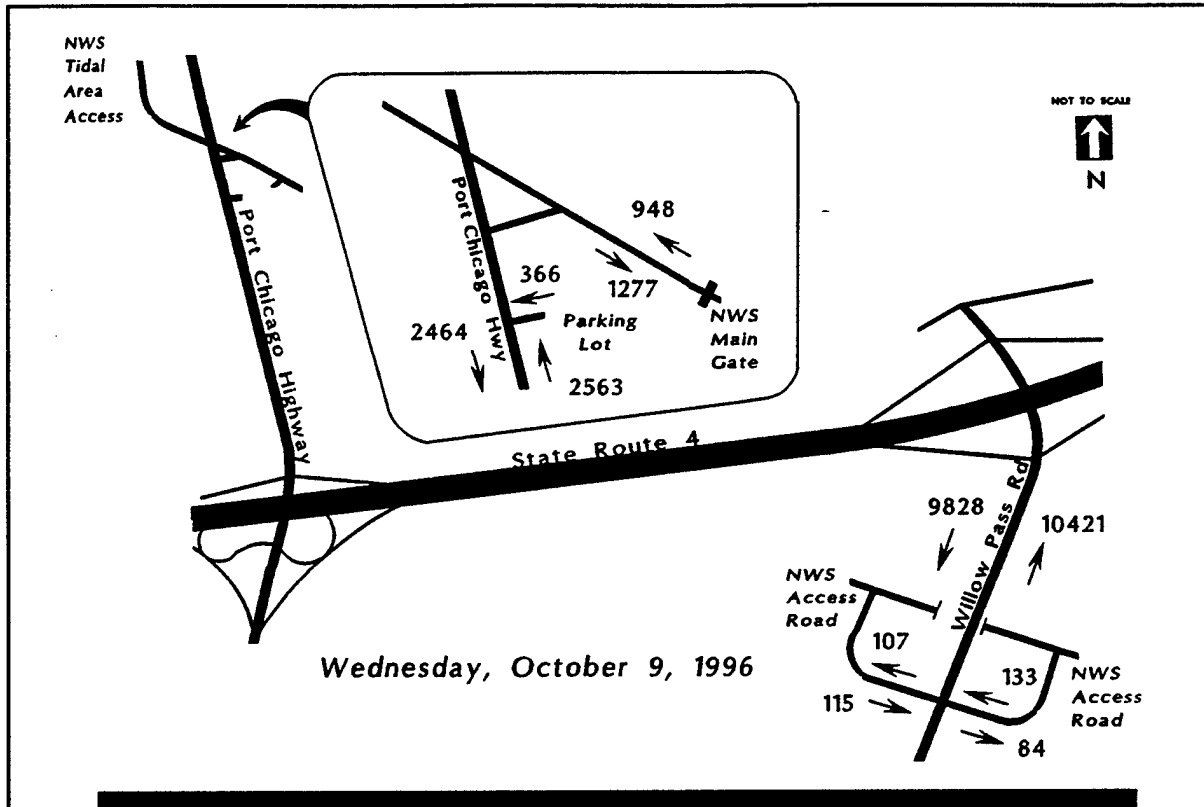 NWS
Tidal
Area
Access
NOT TO SCALE
N
Port Chicago Highway
Port Chicago Hwy
948
1277
366
2464
Parking
Lot
2563
NWS
Main
Gate
State Route 4
Willow Pass Rd
9828
10421
NWS
Access
Road
107
133
115
84
NWS
Access
Road
Wednesday, October 9, 1996